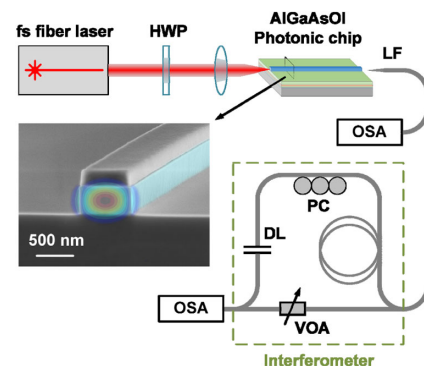 fs fiber laser
HWP
AlGaAsOI
Photonic chip
LF
OSA
500 nm
PC
DL
OSA
VOA
Interferometer